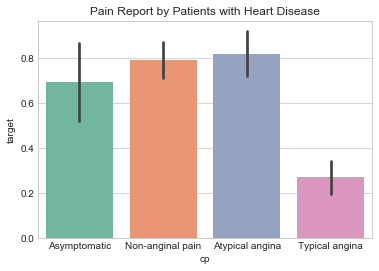 Pain Report by Patients with Heart Disease
0.8
0.6
0.4
0.2
0.0
target
Asymptomatic Non-anginal pain Atypical angina Typical angina
cp